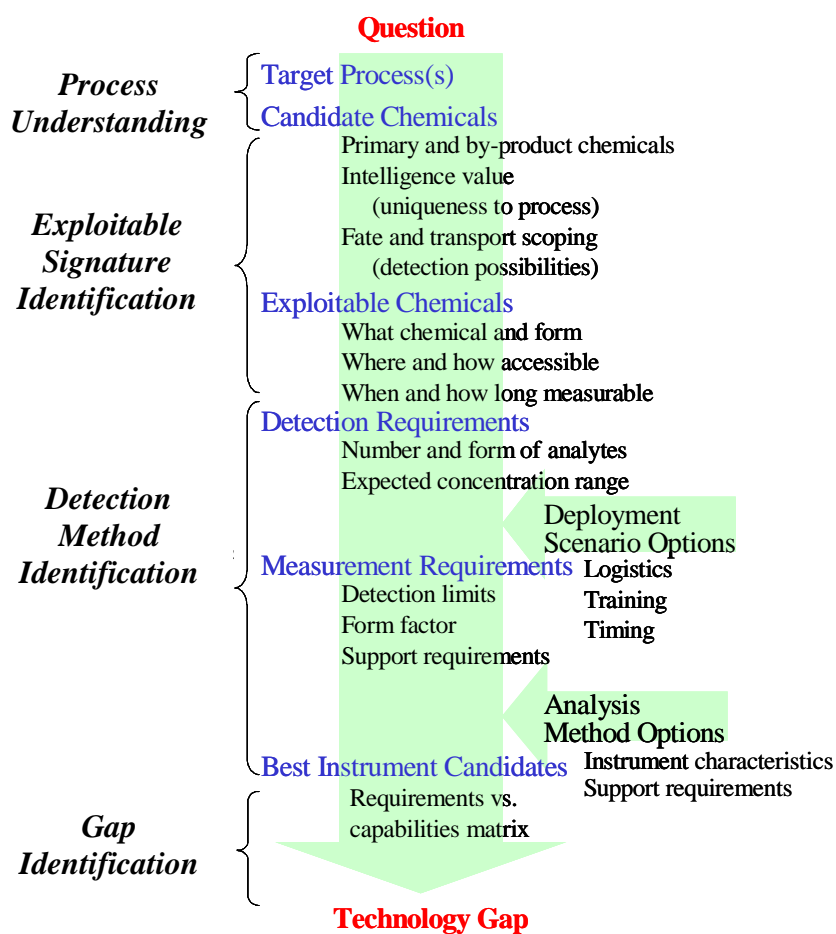 Question
Process
Understanding
Target Process(s)
Candidate Chemicals
Exploitable
Signature
Identification
Primary and by-product chemicals
Intelligence value
(uniqueness to process)
Fate and transport scoping
(detection possibilities)
Exploitable Chemicals
What chemical and form
Where and how accessible
When and how long measurable
Detection
Method
Identification
Detection Requirements
Number and form of analytes
Expected concentration range
Deployment
Scenario Options
Logistics
Training
Timing
Measurement Requirements
Detection limits
Form factor
Support requirements
Analysis
Method Options
Instrument characteristics
Support requirements
Best Instrument Candidates
Gap
Identification
Requirements vs.
capabilities matrix
Technology Gap